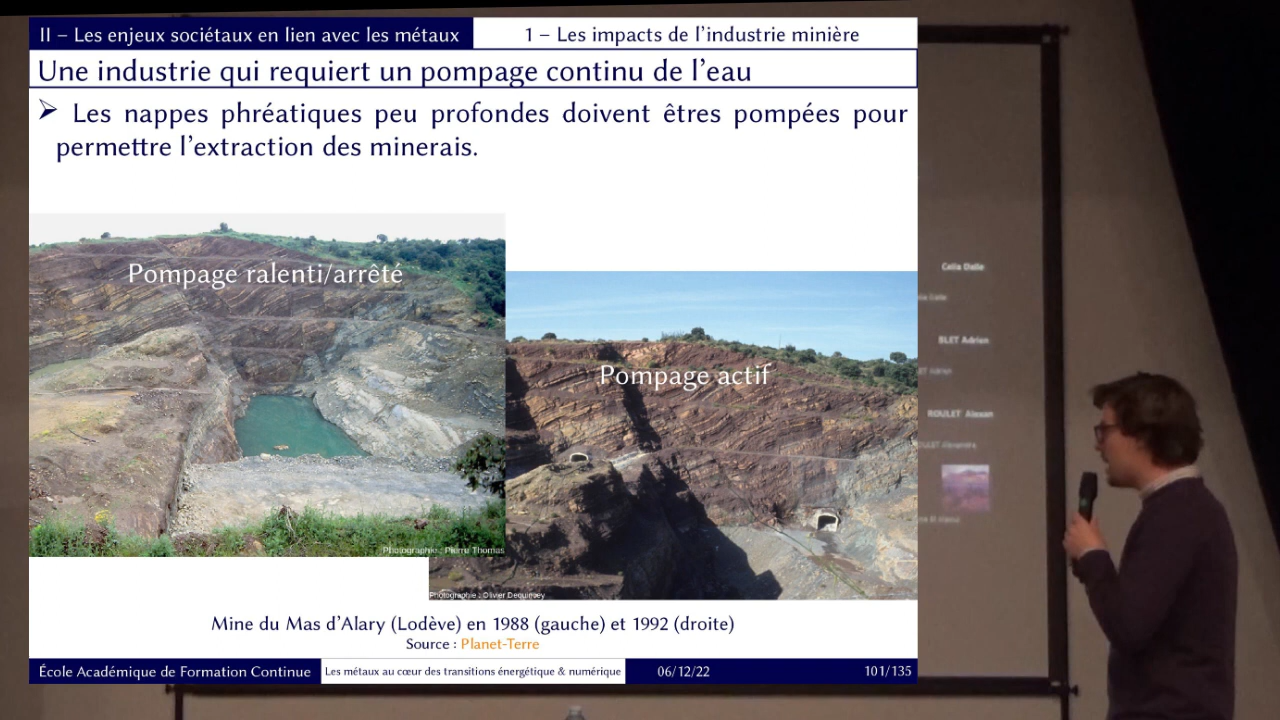 II – Les enjeux sociétaux en lien avec les métaux
1 – Les impacts de l'industrie minière
Une industrie qui requiert un pompage continu de l'eau
➢ Les nappes phréatiques peu profondes doivent êtres pompées pour
permettre l'extraction des minerais.
Pompage ralenti/arrêté
Pompage actif
Photographie : Pierre Thomas
Photographie : Olivier Dequincey
Mine du Mas d'Alary (Lodève) en 1988 (gauche) et 1992 (droite)
Source : Planet-Terre
École Académique de Formation Continue
Les métaux au cœur des transitions énergétique & numérique
06/12/22
101/135
Celia Dalle
BLET Adrian
ROULET